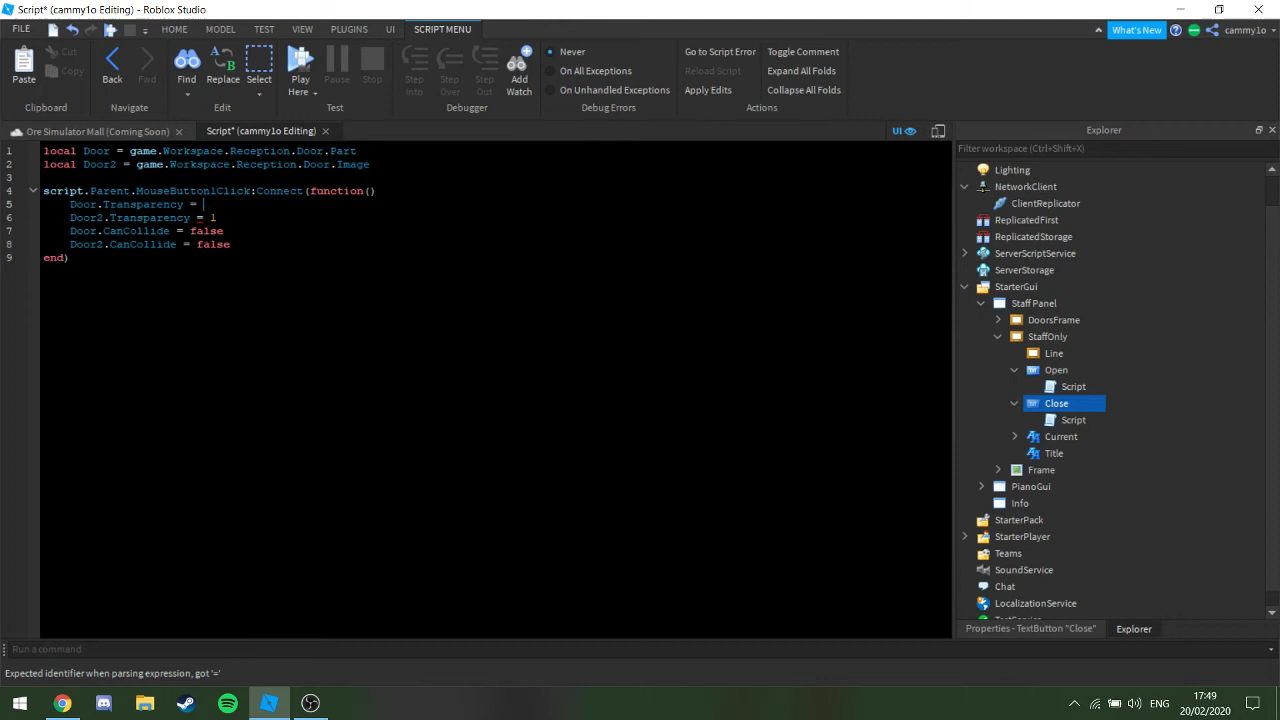 Script* (cammy1o Editing) - Roblox Studio
FILE HOME MODEL TEST VIEW PLUGINS UI SCRIPT MENU What's New cammy1o
Paste Cut Copy Back Fwd Find Replace Select Play Here Pause Stop Step Into Step Over Step Out Add Watch
Never Go to Script Error Toggle Comment
On All Exceptions Reload Script Expand All Folds
On Unhandled Exceptions Apply Edits Collapse All Folds
Clipboard Navigate Edit Test Debugger Debug Errors Actions
Ore Simulator Mall (Coming Soon) Script* (cammy1o Editing) UI Explorer
Filter workspace (Ctrl+Shift+X)
1 local Door = game.Workspace.Reception.Door.Part
2 local Door2 = game.Workspace.Reception.Door.Image
3
4 script.Parent.MouseButton1Click:Connect(function()
5 Door.Transparency =
6 Door2.Transparency = 1
7 Door.CanCollide = false
8 Door2.CanCollide = false
9 end)
Lighting
NetworkClient
ClientReplicator
ReplicatedFirst
ReplicatedStorage
ServerScriptService
ServerStorage
StarterGui
Staff Panel
DoorsFrame
StaffOnly
Line
Open
Script
Close
Script
Current
Title
Frame
PianoGui
Info
StarterPack
StarterPlayer
Teams
SoundService
Chat
LocalizationService
TestService
Properties - TextButton "Close" Explorer
Run a command
Expected identifier when parsing expression, got '='
ENG 17:49
20/02/2020